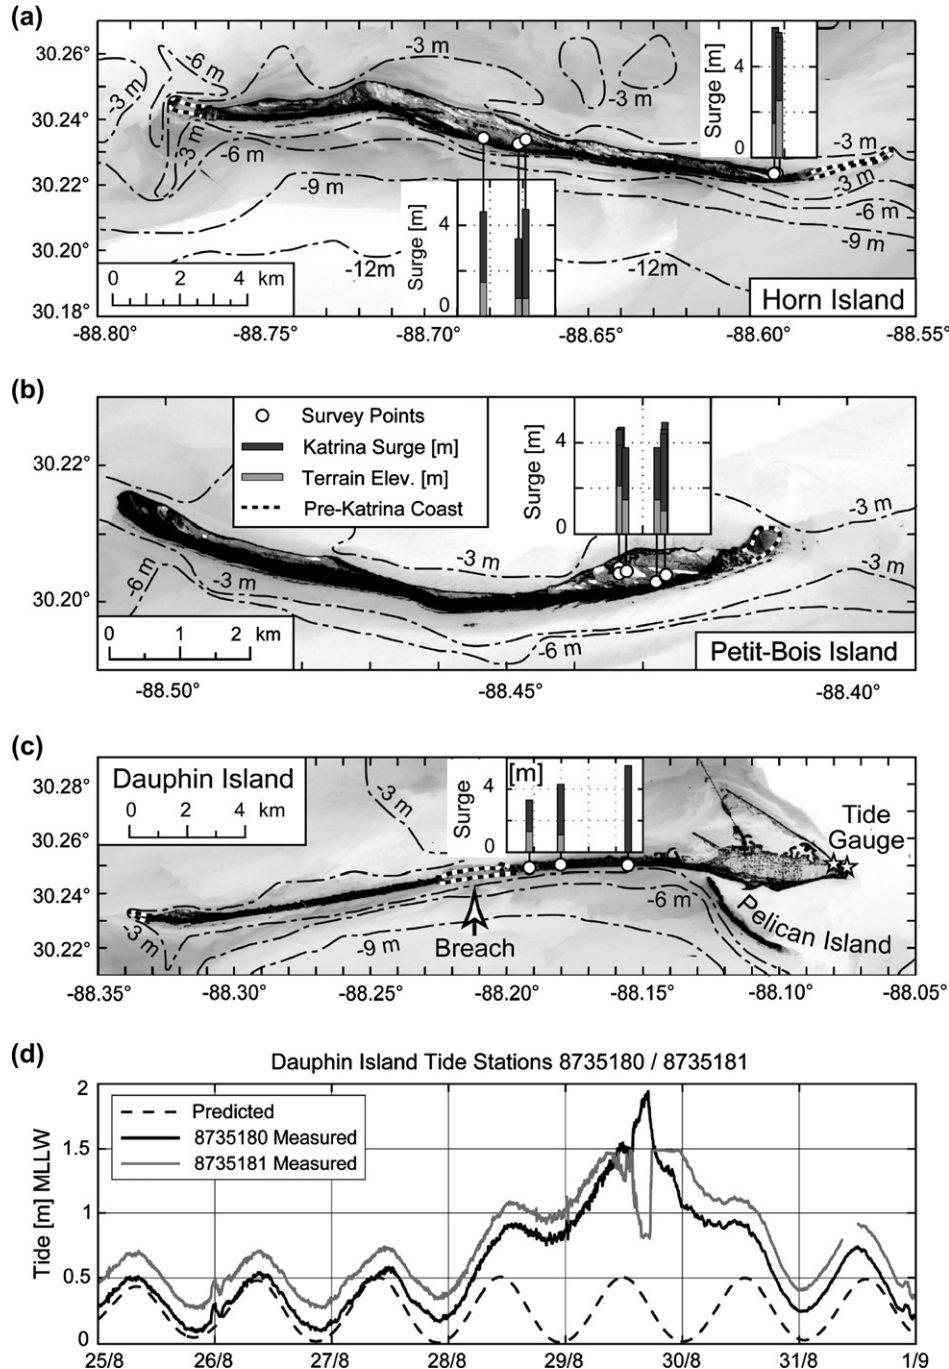 (a)
30.26°
30.24°
30.22°
30.20°
30.18°
-3 m
-6 m
-3 m
-3 m
-3 m
-6 m
-9 m
-12m
-12m
-3 m
-3 m
-6 m
-9 m
Surge [m]
4
0
Surge [m]
4
0
0 2 4 km
Horn Island
-88.80° -88.75° -88.70° -88.65° -88.60° -88.55°
(b)
30.22°
30.20°
Survey Points
Katrina Surge [m]
Terrain Elev. [m]
Pre-Katrina Coast
Surge [m]
4
0
-3 m
-3 m
-3 m
-3 m
-6 m
-6 m
0 1 2 km
Petit-Bois Island
-88.50° -88.45° -88.40°
(c)
30.28°
30.26°
30.24°
30.22°
Dauphin Island
0 2 4 km
-3 m
Surge
[m]
4
0
Tide
Gauge
-3 m
-6 m
-9 m
Breach
Pelican Island
-88.35° -88.30° -88.25° -88.20° -88.15° -88.10° -88.05°
(d)
Dauphin Island Tide Stations 8735180 / 8735181
Tide [m] MLLW
2
1.5
1
0.5
0
Predicted
8735180 Measured
8735181 Measured
25/8 26/8 27/8 28/8 29/8 30/8 31/8 1/9